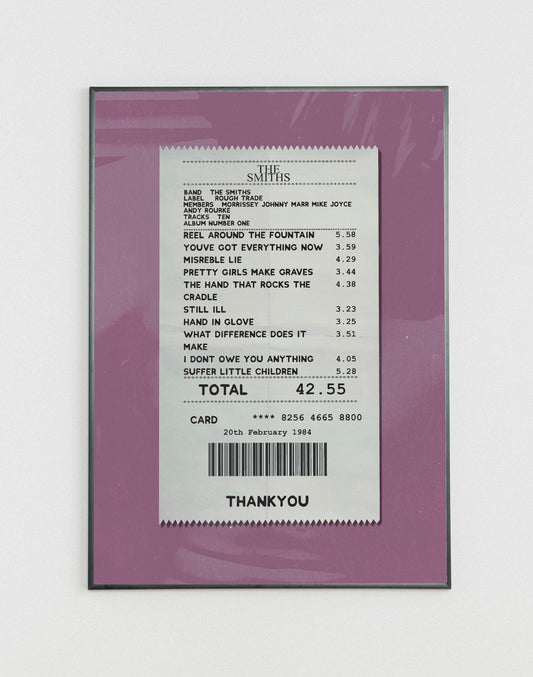 THE
SMITHS
BAND THE SMITHS
LABEL ROUGH TRADE
MEMBERS MORRISSEY JOHNNY MARR MIKE JOYCE
ANDY ROURKE
TRACKS TEN
ALBUM NUMBER ONE
REEL AROUND THE FOUNTAIN 5.58
YOUVE GOT EVERYTHING NOW 3.59
MISREBLE LIE 4.29
PRETTY GIRLS MAKE GRAVES 3.44
THE HAND THAT ROCKS THE 4.38
CRADLE
STILL ILL 3.23
HAND IN GLOVE 3.25
WHAT DIFFERENCE DOES IT 3.51
MAKE
I DONT OWE YOU ANYTHING 4.05
SUFFER LITTLE CHILDREN 5.28
TOTAL 42.55
CARD **** 8256 4665 8800
20th February 1984
THANKYOU